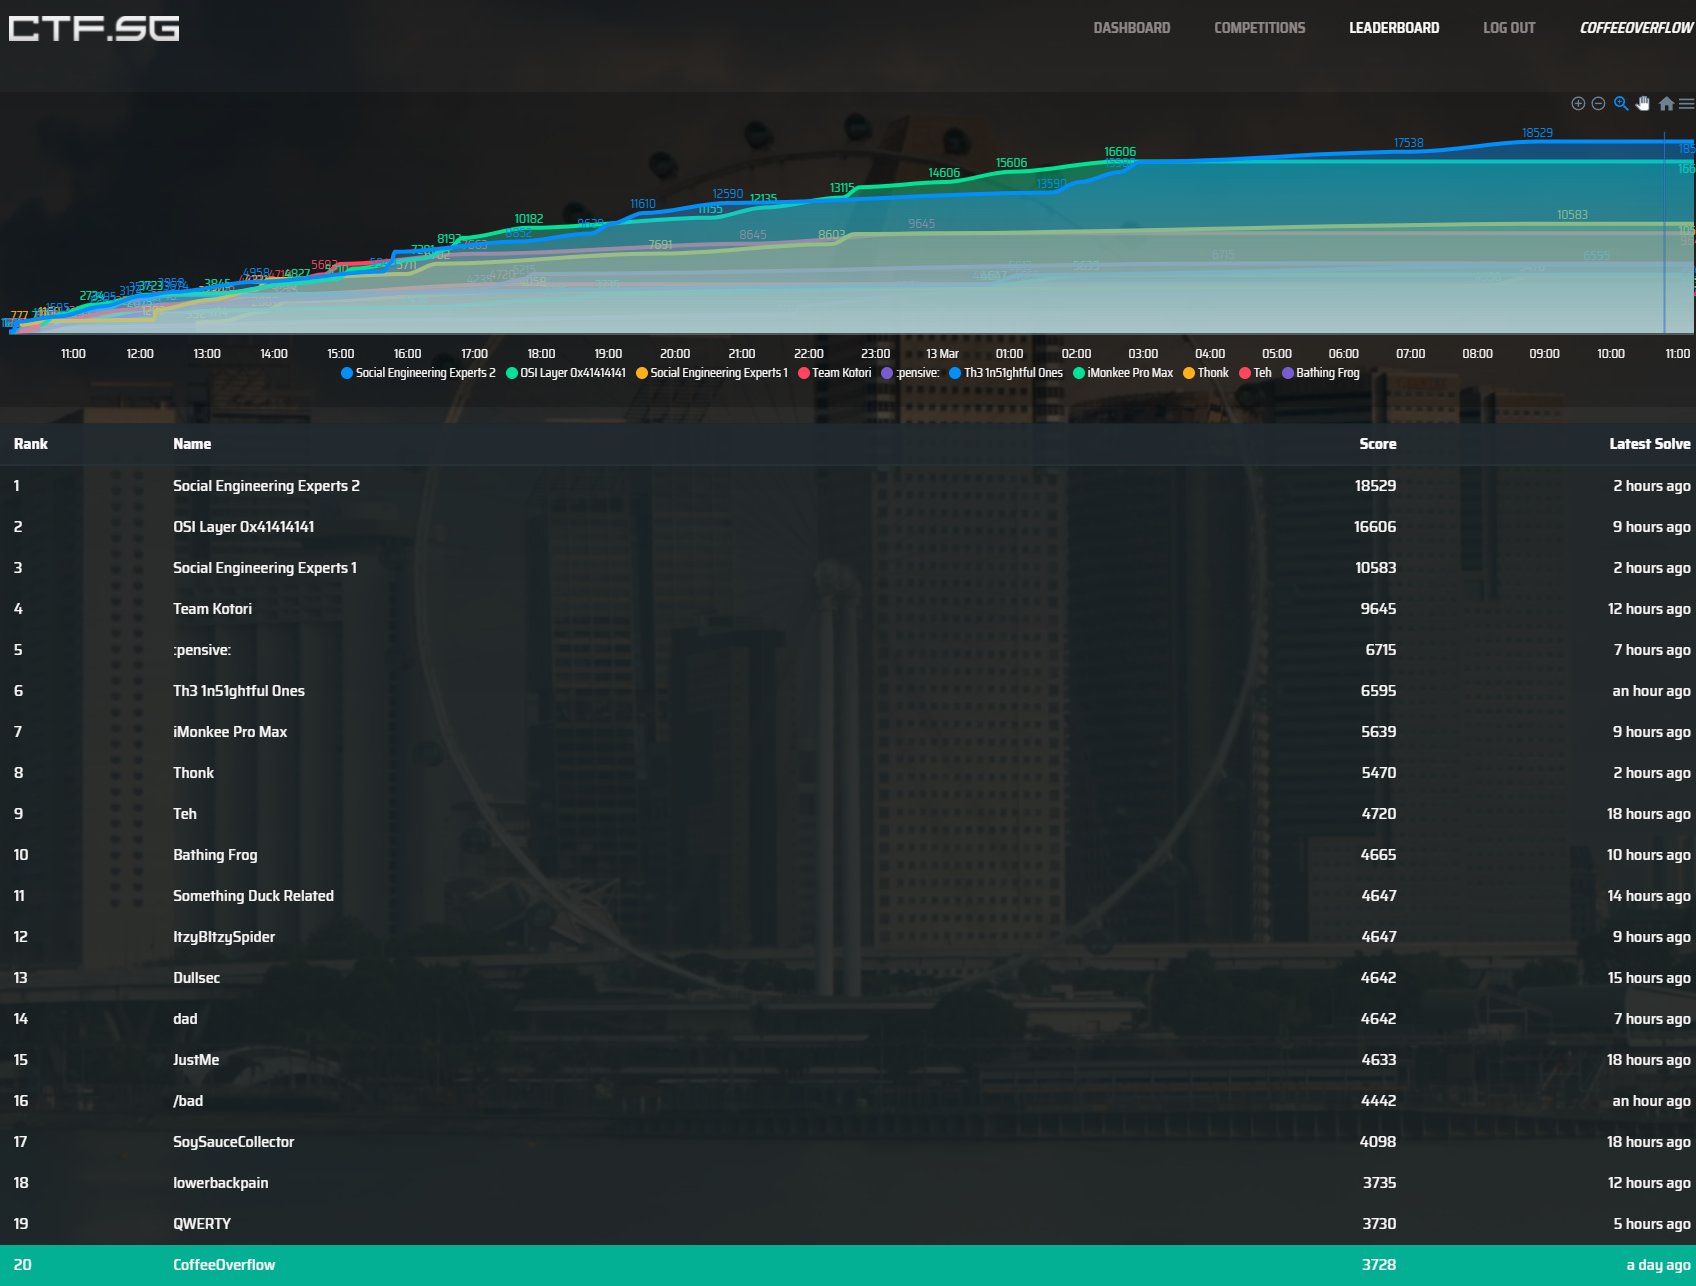 CTF.SG
DASHBOARD COMPETITIONS LEADERBOARD LOG OUT COFFEEOVERFLOW
18529
17538
16606
15606
14606
13590
13115
12590
12135
11610
11155
10583
10182
9645
8645
8603
8192
7691
6715
6595
4958
4827
4720
4058
777
11:00 12:00 13:00 14:00 15:00 16:00 17:00 18:00 19:00 20:00 21:00 22:00 23:00 13 Mar 01:00 02:00 03:00 04:00 05:00 06:00 07:00 08:00 09:00 10:00 11:00
Social Engineering Experts 2 OSI Layer 0x41414141 Social Engineering Experts 1 Team Kotori :pensive: Th3 1n51ghtful Ones iMonkee Pro Max Thonk Teh Bathing Frog
Rank Name Score Latest Solve
1 Social Engineering Experts 2 18529 2 hours ago
2 OSI Layer 0x41414141 16606 9 hours ago
3 Social Engineering Experts 1 10583 2 hours ago
4 Team Kotori 9645 12 hours ago
5 :pensive: 6715 7 hours ago
6 Th3 1n51ghtful Ones 6595 an hour ago
7 iMonkee Pro Max 5639 9 hours ago
8 Thonk 5470 2 hours ago
9 Teh 4720 18 hours ago
10 Bathing Frog 4665 10 hours ago
11 Something Duck Related 4647 14 hours ago
12 ItzyBItzySpider 4647 9 hours ago
13 Dullsec 4642 15 hours ago
14 dad 4642 7 hours ago
15 JustMe 4633 18 hours ago
16 /bad 4442 an hour ago
17 SoySauceCollector 4098 18 hours ago
18 lowerbackpain 3735 12 hours ago
19 QWERTY 3730 5 hours ago
20 CoffeeOverflow 3728 a day ago